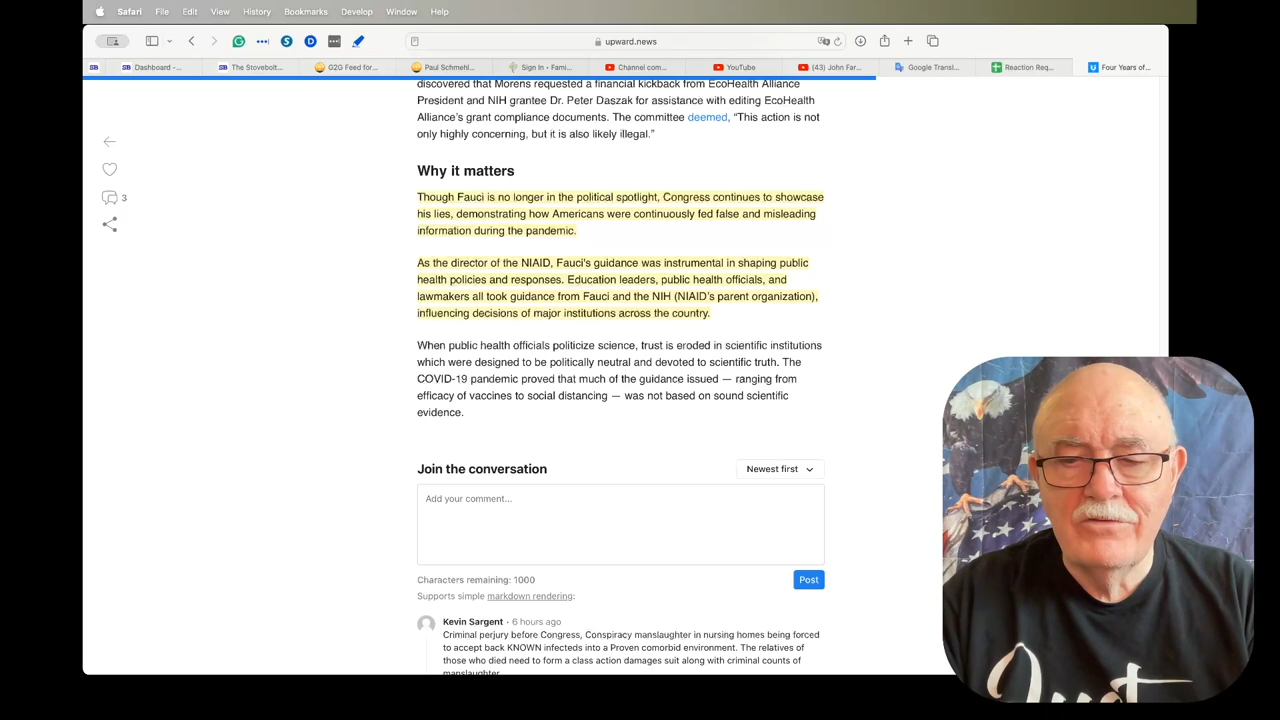 Safari File Edit View History Bookmarks Develop Window Help
upward.news
SB SB Dashboard -... SB The Stovebolt... G2G Feed for... Paul Schmehl... Sign In • Fami... Channel com... YouTube (43) John Far... Google Transl... Reaction Req... Four Years of...
discovered that Morens requested a financial kickback from EcoHealth Alliance
President and NIH grantee Dr. Peter Daszak for assistance with editing EcoHealth
Alliance's grant compliance documents. The committee deemed, “This action is not
only highly concerning, but it is also likely illegal.”
Why it matters
Though Fauci is no longer in the political spotlight, Congress continues to showcase
his lies, demonstrating how Americans were continuously fed false and misleading
information during the pandemic.
3
As the director of the NIAID, Fauci's guidance was instrumental in shaping public
health policies and responses. Education leaders, public health officials, and
lawmakers all took guidance from Fauci and the NIH (NIAID's parent organization),
influencing decisions of major institutions across the country.
When public health officials politicize science, trust is eroded in scientific institutions
which were designed to be politically neutral and devoted to scientific truth. The
COVID-19 pandemic proved that much of the guidance issued — ranging from
efficacy of vaccines to social distancing — was not based on sound scientific
evidence.
Join the conversation
Newest first
Add your comment...
Characters remaining: 1000
Post
Supports simple markdown rendering:
Kevin Sargent • 6 hours ago
Criminal perjury before Congress, Conspiracy manslaughter in nursing homes being forced
to accept back KNOWN infecteds into a Proven comorbid environment. The relatives of
those who died need to form a class action damages suit along with criminal counts of
manslaughter